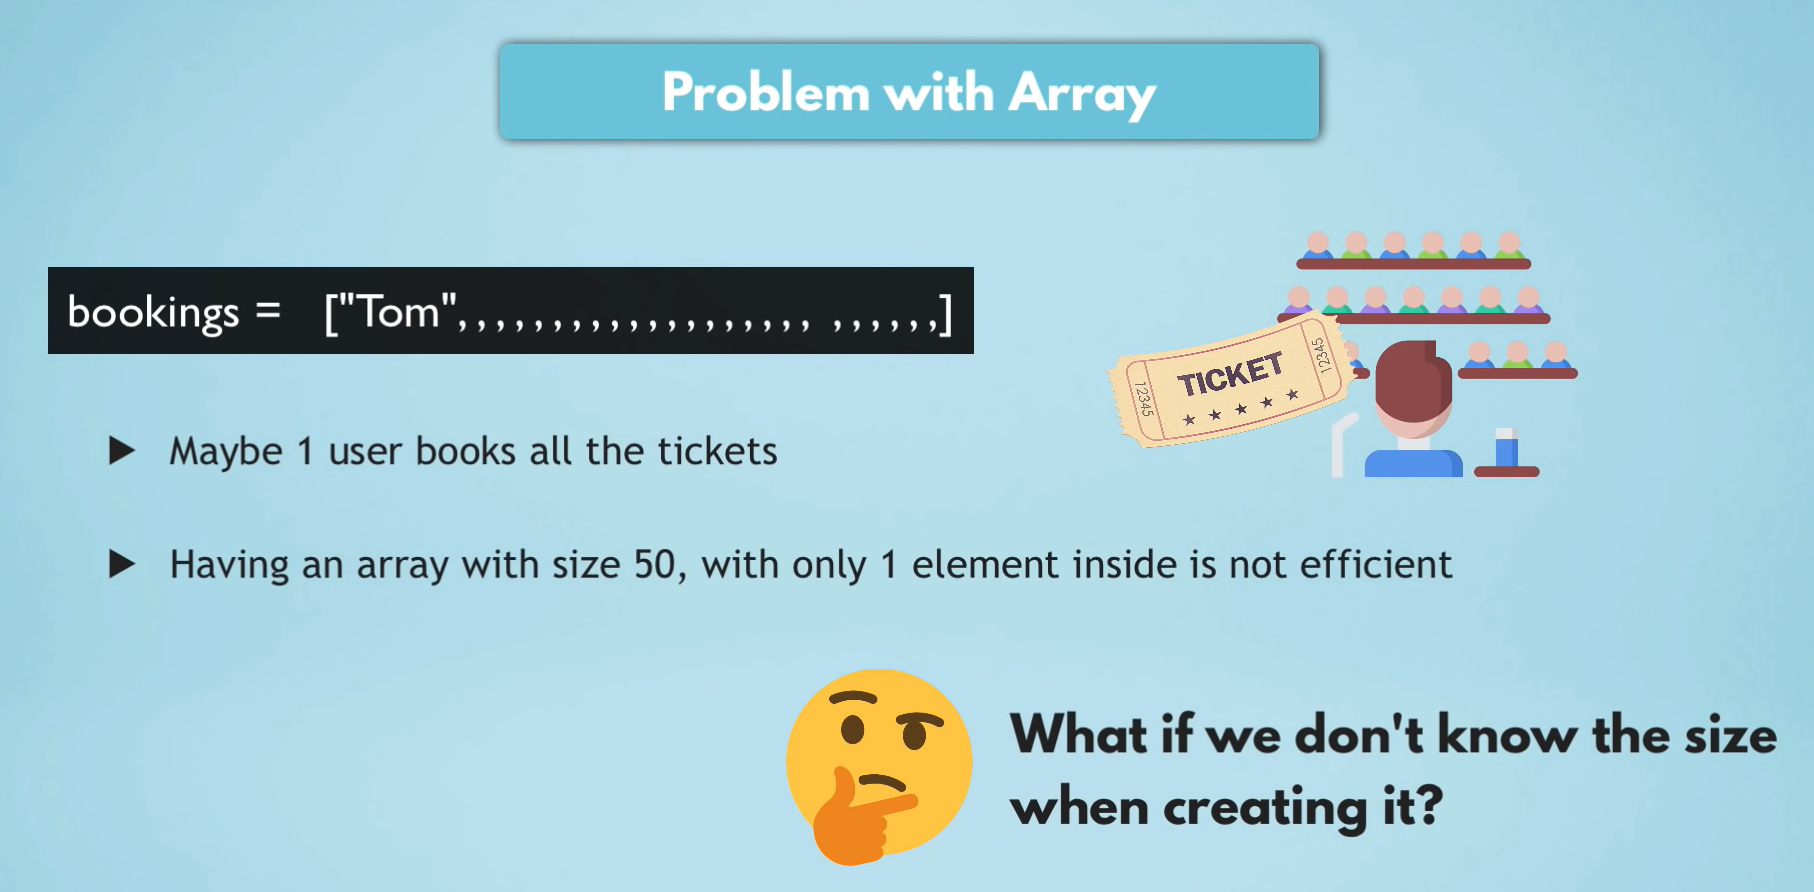 Problem with Array
bookings = ["Tom",,,,,,,,,,,,,,,,,,, ,,,,,,]
TICKET
12345
12345
Maybe 1 user books all the tickets
Having an array with size 50, with only 1 element inside is not efficient
What if we don't know the size
when creating it?